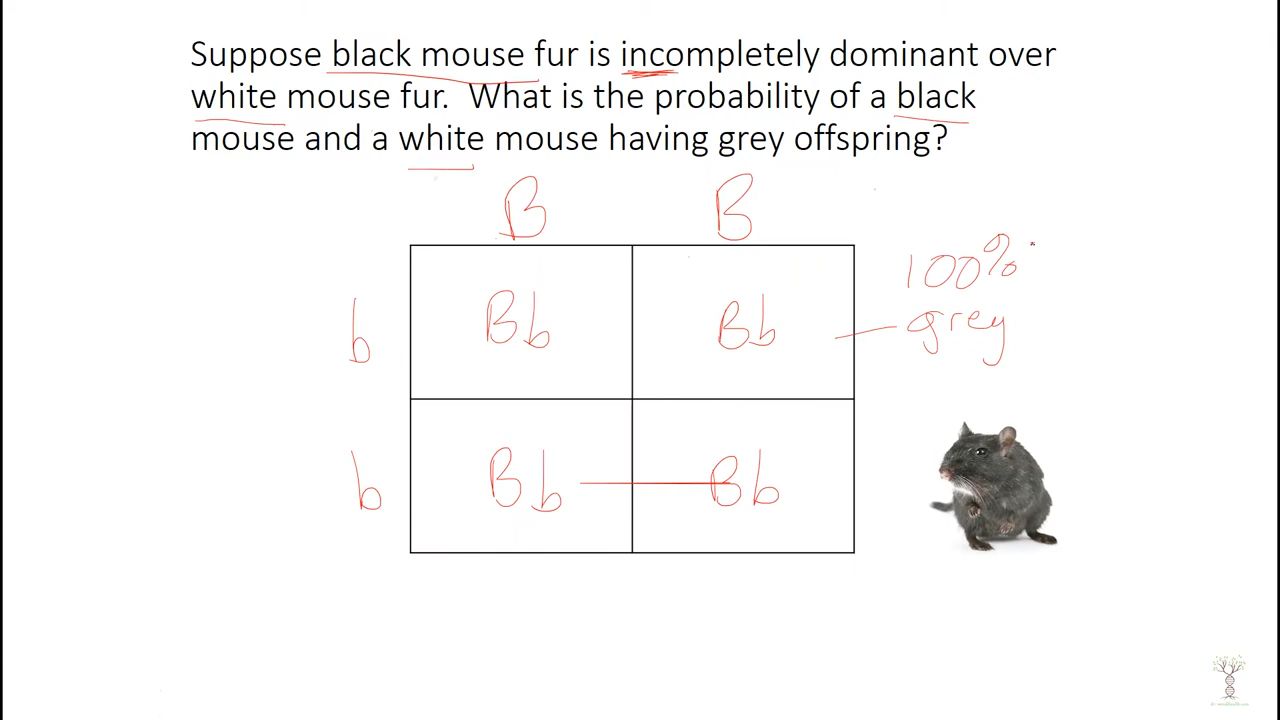 Suppose black mouse fur is incompletely dominant over
white mouse fur.  What is the probability of a black
mouse and a white mouse having grey offspring?
B B
b Bb Bb 100%
grey
b Bb Bb